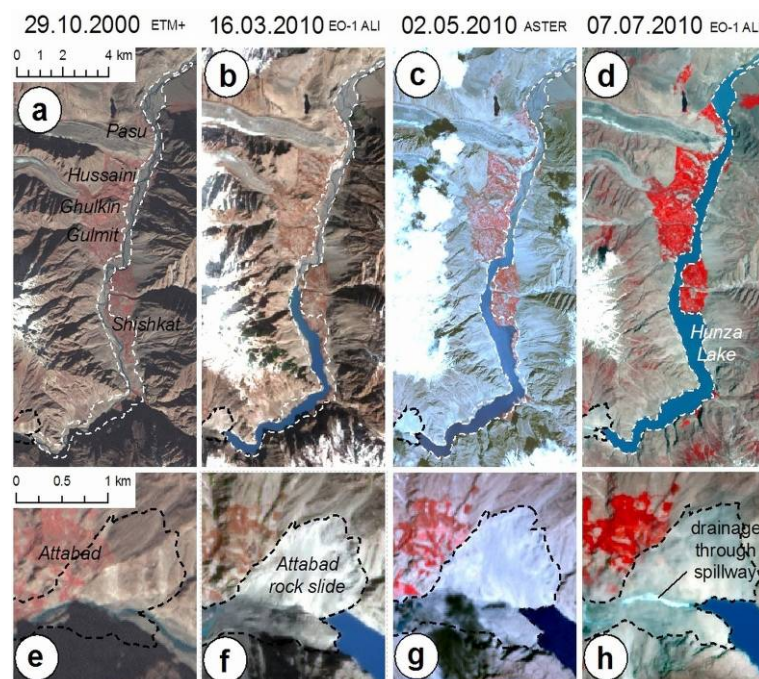 29.10.2000 ETM+
16.03.2010 EO-1 ALI
02.05.2010 ASTER
07.07.2010 EO-1 AL
0 2 4 km
a
b
c
d
Pasu
Hussaini
Ghulkin
Gulmit
Shishkat
Hunza
Lake
0 0.5 1 km
Attabad
Attabad
rock slide
drainage
through
spillway
e
f
g
h